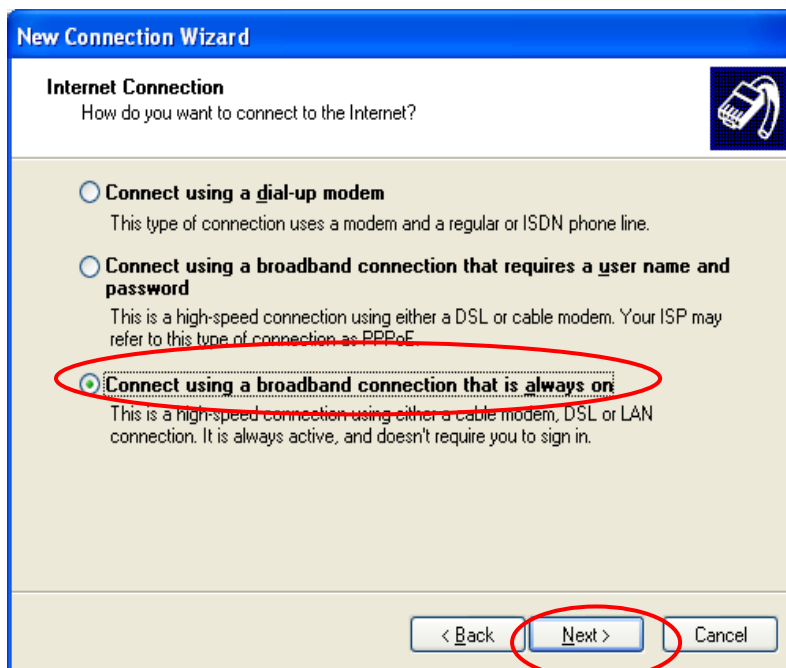 New Connection Wizard
Internet Connection
How do you want to connect to the Internet?
Connect using a dial-up modem
This type of connection uses a modem and a regular or ISDN phone line.
Connect using a broadband connection that requires a user name and
password
This is a high-speed connection using either a DSL or cable modem. Your ISP may
refer to this type of connection as PPPoE.
Connect using a broadband connection that is always on
This is a high-speed connection using either a cable modem, DSL or LAN
connection. It is always active, and doesn't require you to sign in.
< Back Next > Cancel